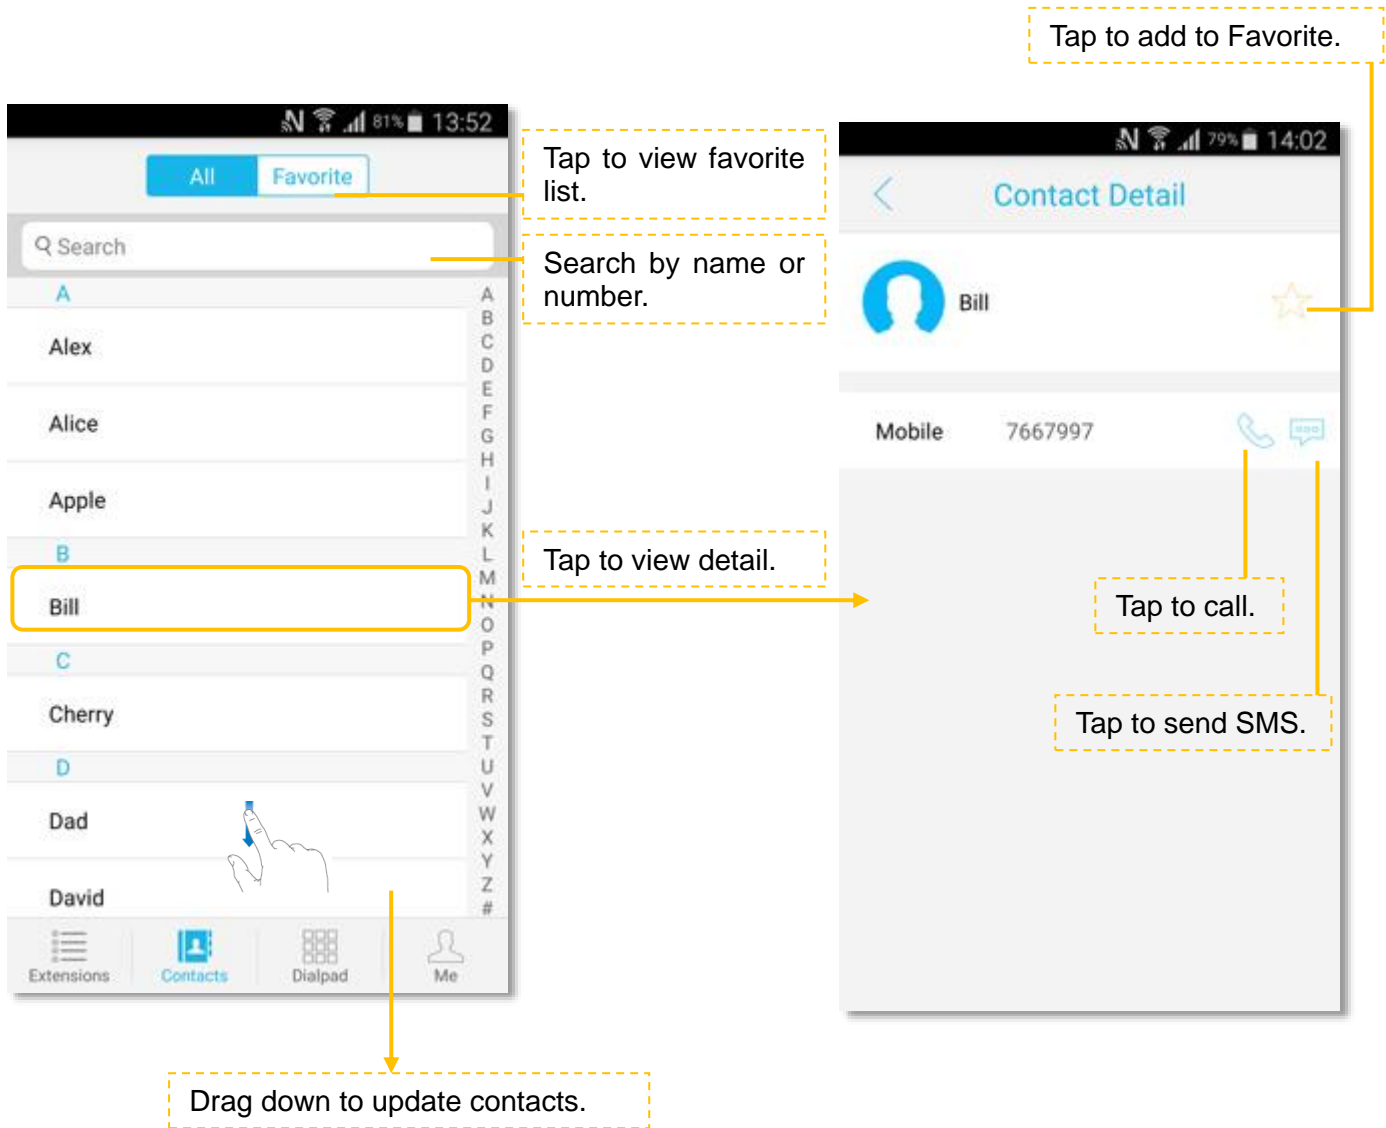 Tap to add to Favorite.
81% 13:52
All Favorite
Tap to view favorite
list.
Search
Search by name or
number.
A
Alex
Alice
Apple
B
Bill
C
Cherry
D
Dad
David
A
B
C
D
E
F
G
H
I
J
K
L
M
N
O
P
Q
R
S
T
U
V
W
X
Y
Z
#
Extensions Contacts Dialpad Me
Tap to view detail.
Drag down to update contacts.
79% 14:02
Contact Detail
Bill
Mobile 7667997
Tap to call.
Tap to send SMS.